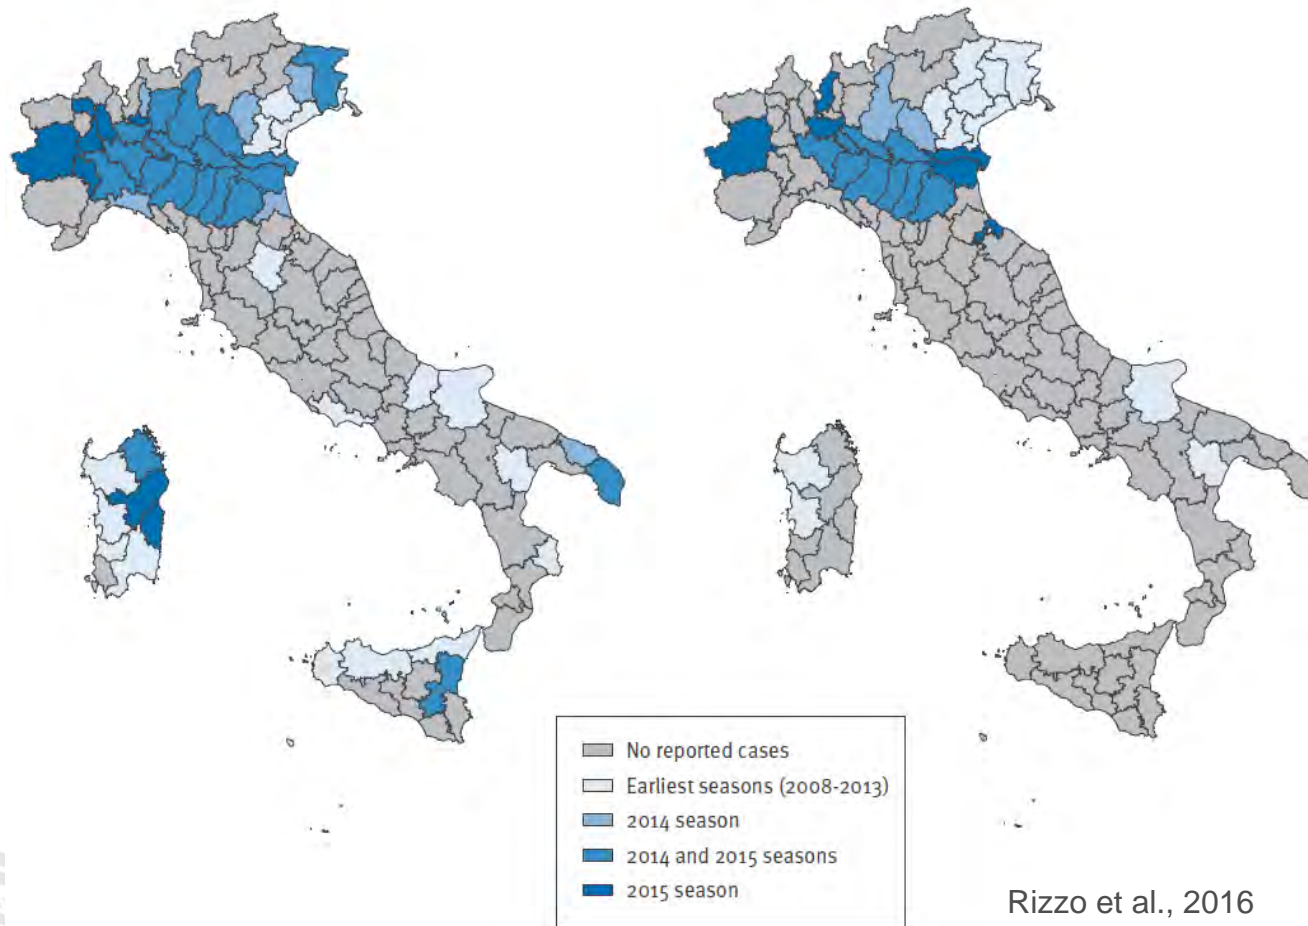 No reported cases
Earliest seasons (2008-2013)
2014 season
2014 and 2015 seasons
2015 season
Rizzo et al., 2016